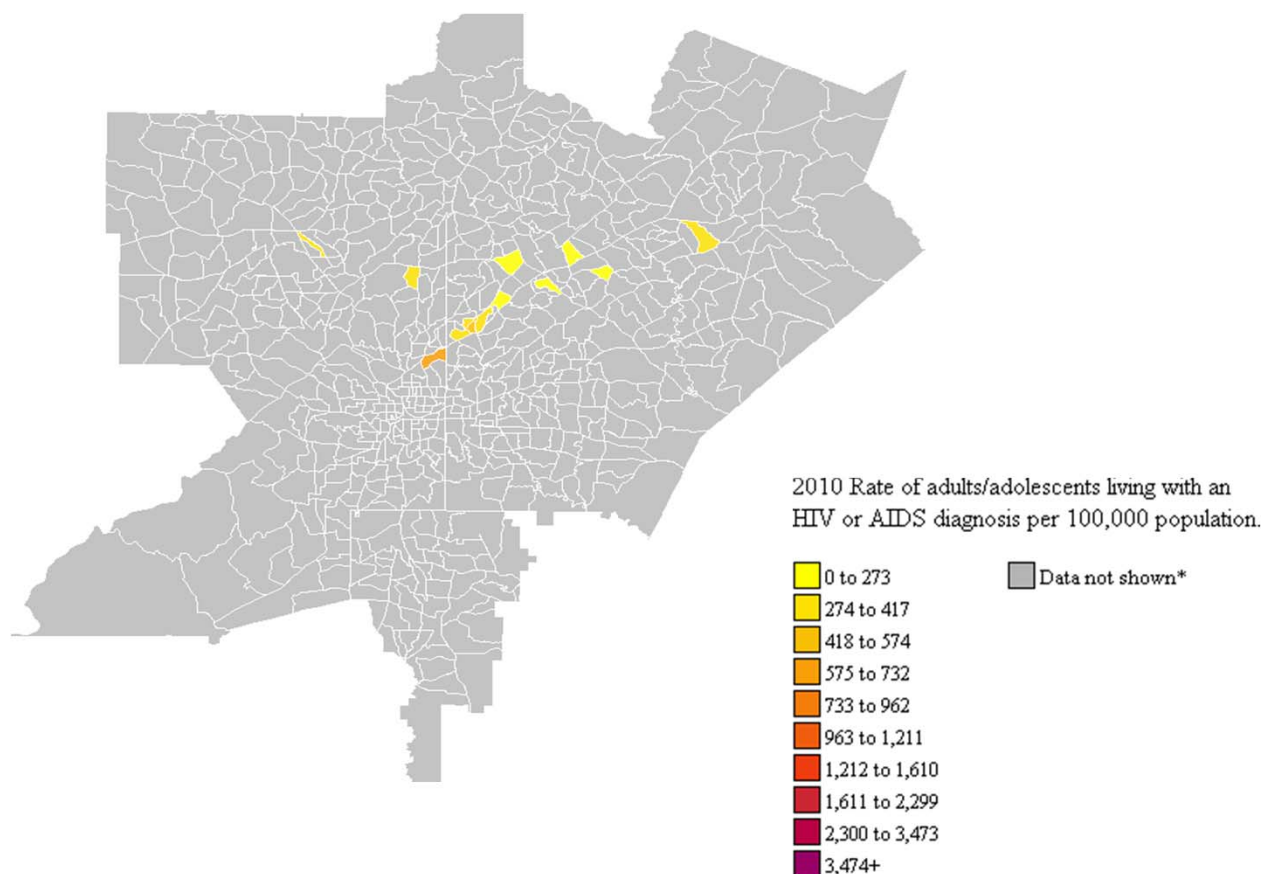 2010 Rate of adults/adolescents living with an
HIV or AIDS diagnosis per 100,000 population.
0 to 273
Data not shown*
274 to 417
418 to 574
575 to 732
733 to 962
963 to 1,211
1,212 to 1,610
1,611 to 2,299
2,300 to 3,473
3,474+